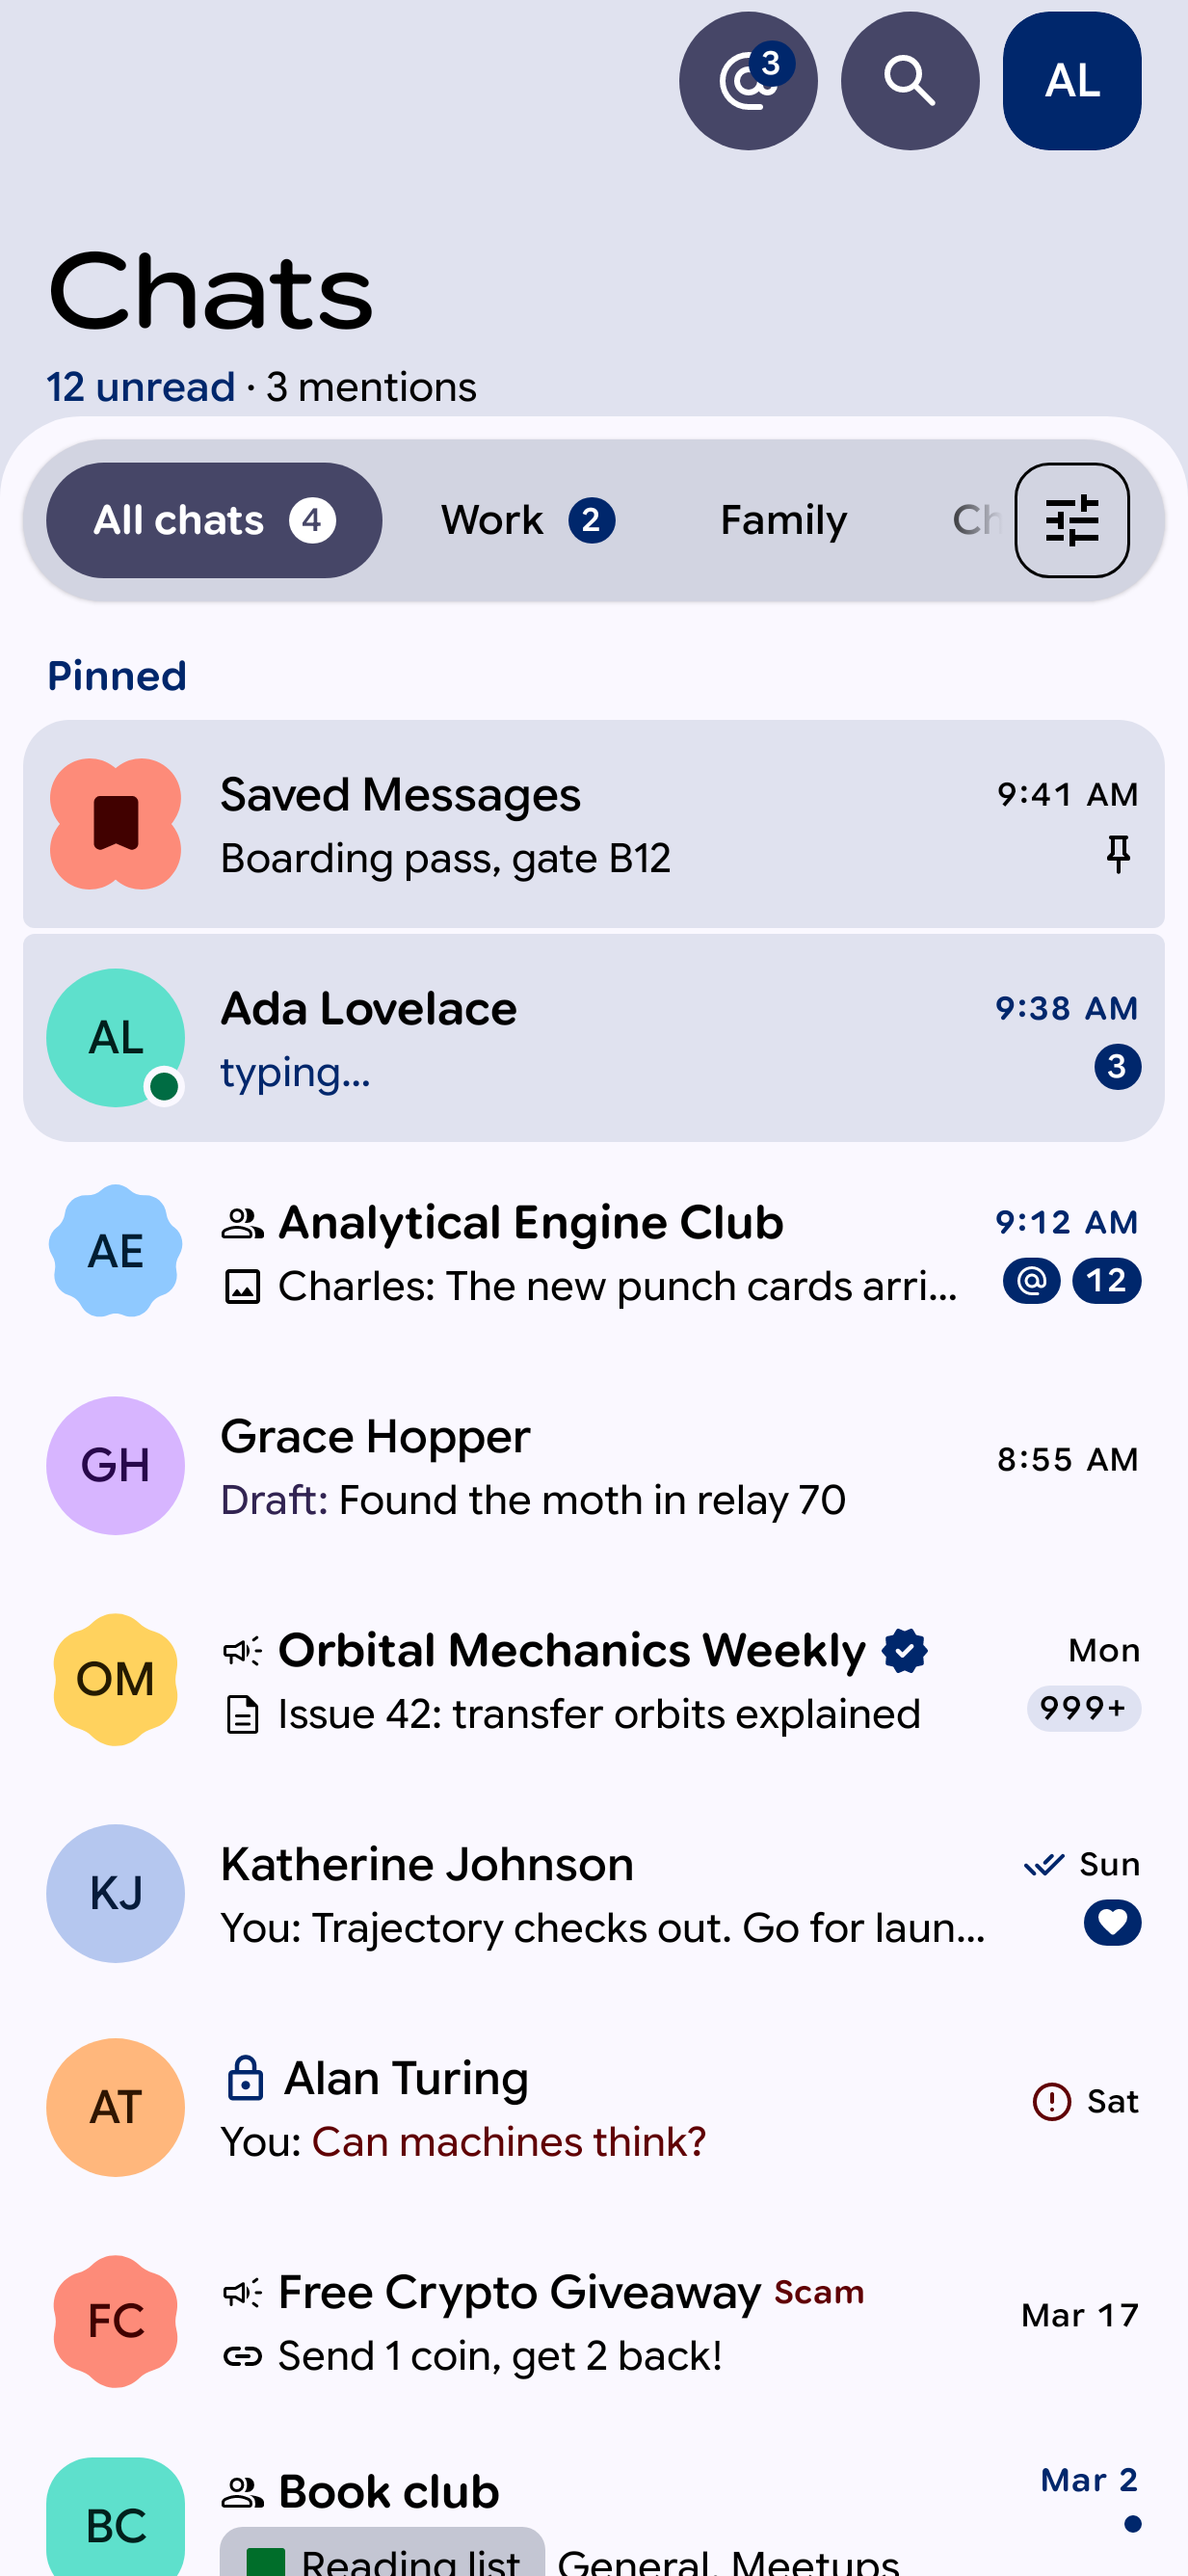 3
AL
Chats
12 unread · 3 mentions
All chats 4
Work 2
Family
Ch
Pinned
Saved Messages
9:41 AM
Boarding pass, gate B12
AL
Ada Lovelace
9:38 AM
typing...
3
AE
Analytical Engine Club
9:12 AM
Charles: The new punch cards arri...
@ 12
GH
Grace Hopper
8:55 AM
Draft: Found the moth in relay 70
OM
Orbital Mechanics Weekly
Mon
Issue 42: transfer orbits explained
999+
KJ
Katherine Johnson
Sun
You: Trajectory checks out. Go for laun...
AT
Alan Turing
Sat
You: Can machines think?
FC
Free Crypto Giveaway Scam
Mar 17
Send 1 coin, get 2 back!
BC
Book club
Mar 2
Reading list General, Meetups